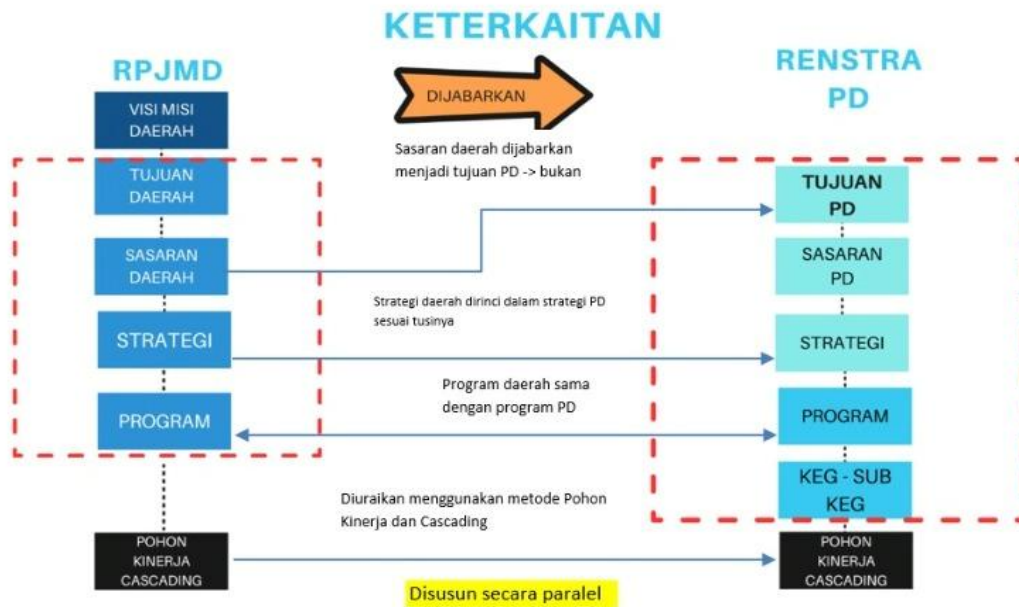 KETERKAITAN
RPJMD
DIJABARKAN
RENSTRA
PD
VISI MISI
DAERAH
Sasaran daerah dijabarkan
menjadi tujuan PD -> bukan
TUJUAN
DAERAH
TUJUAN
PD
SASARAN
DAERAH
SASARAN
PD
Strategi daerah dirinci dalam strategi PD
sesuai tusinya
STRATEGI
STRATEGI
Program daerah sama
dengan program PD
PROGRAM
PROGRAM
KEG - SUB
KEG
Diuraikan menggunakan metode Pohon
Kinerja dan Cascading
POHON
KINERJA
CASCADING
POHON
KINERJA
CASCADING
Disusun secara paralel